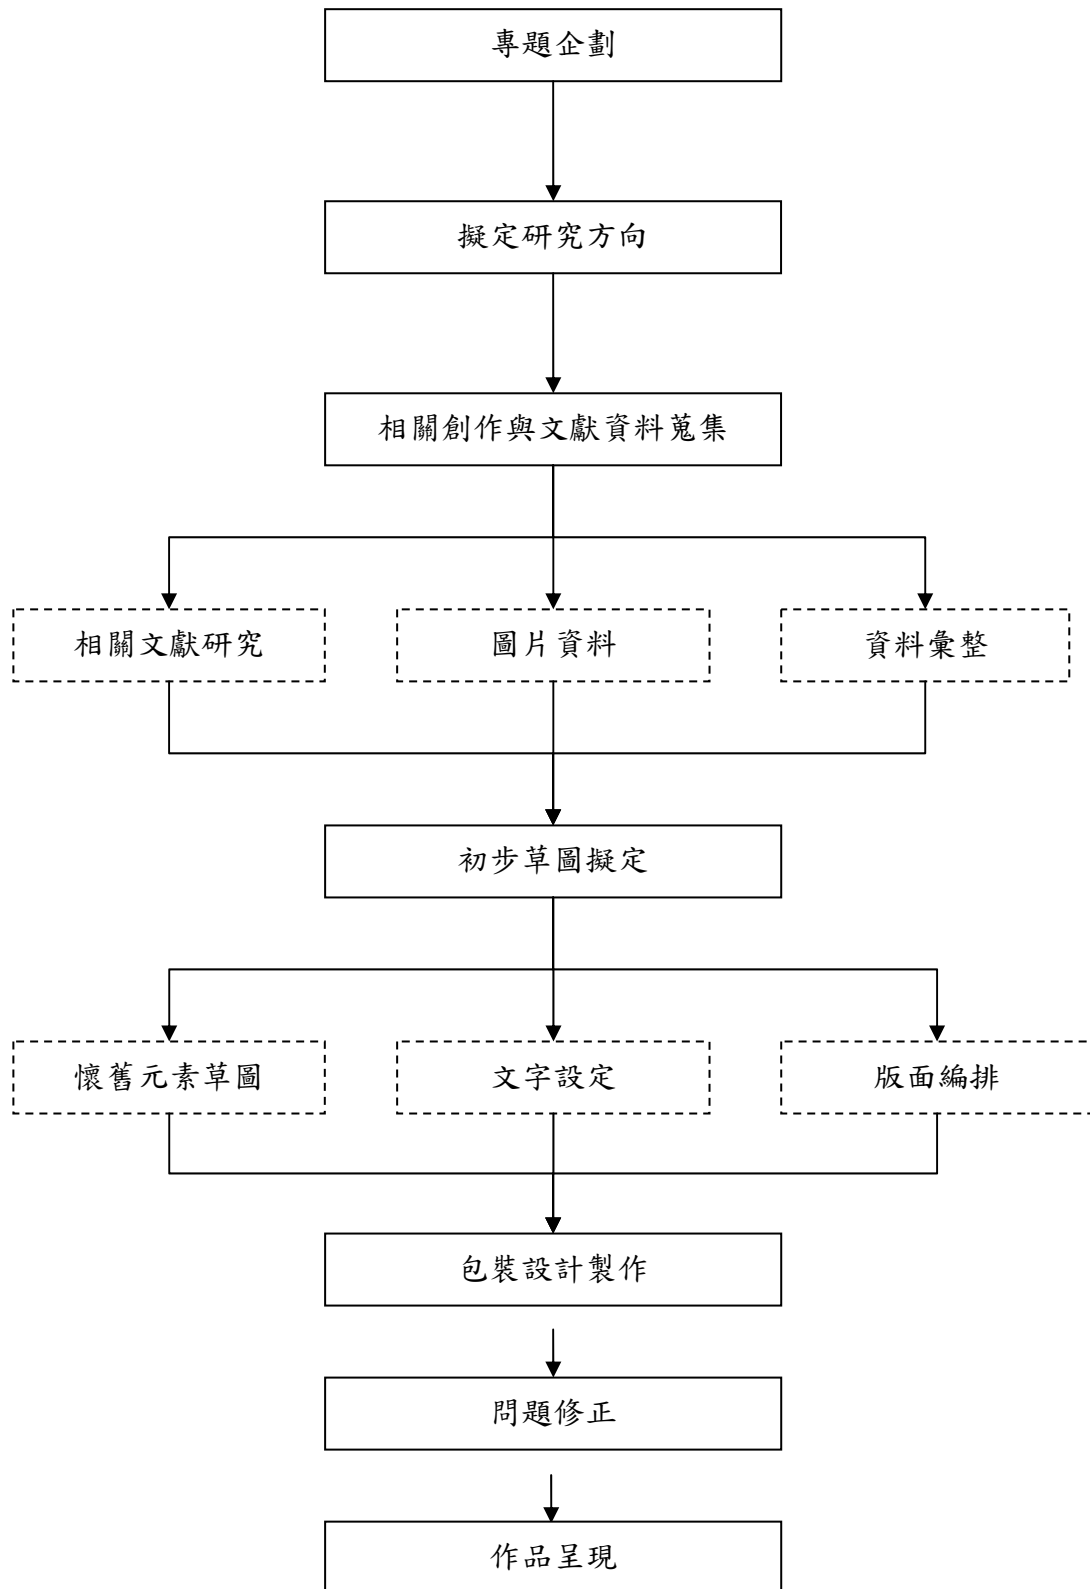 專題企劃
擬定研究方向
相關創作與文獻資料蒐集
相關文獻研究
圖片資料
資料彙整
初步草圖擬定
懷舊元素草圖
文字設定
版面編排
包裝設計製作
問題修正
作品呈現